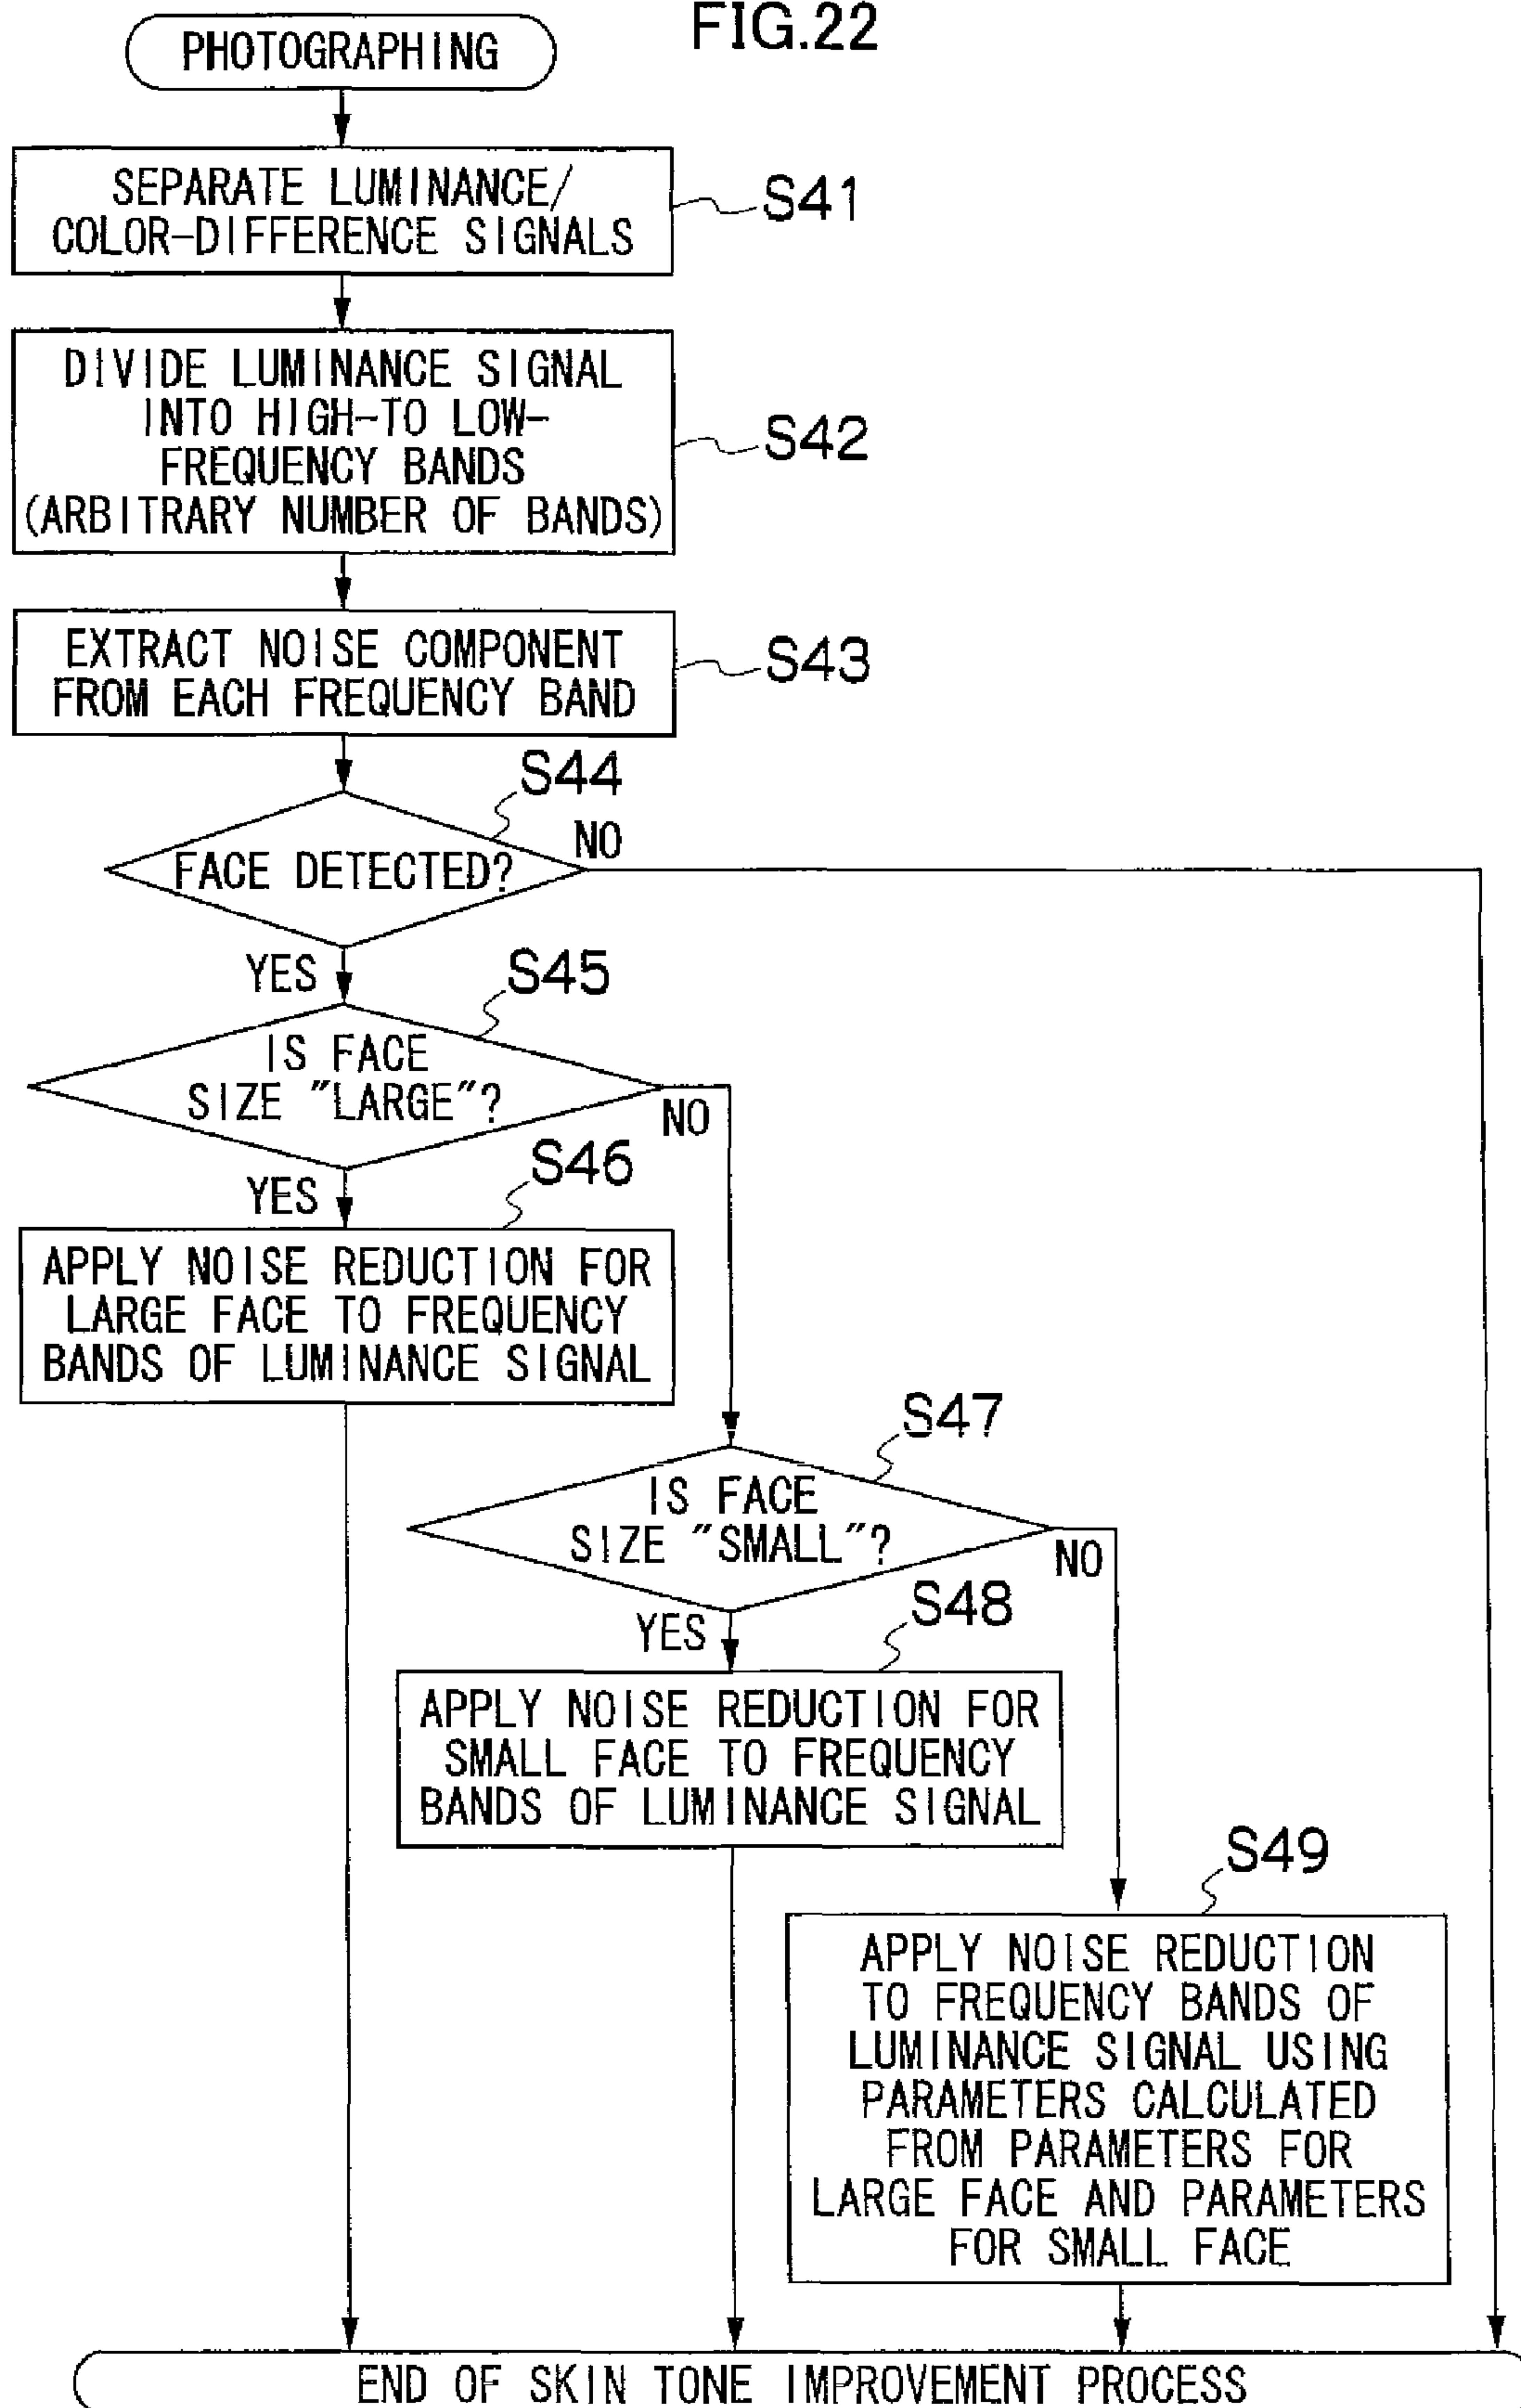 FIG.22
PHOTOGRAPHING
SEPARATE LUMINANCE/
COLOR-DIFFERENCE SIGNALS
S41
DIVIDE LUMINANCE SIGNAL
INTO HIGH-TO LOW-
FREQUENCY BANDS
(ARBITRARY NUMBER OF BANDS)
S42
EXTRACT NOISE COMPONENT
FROM EACH FREQUENCY BAND
S43
S44
FACE DETECTED?
NO
YES
S45
IS FACE
SIZE "LARGE"?
NO
YES
S46
APPLY NOISE REDUCTION FOR
LARGE FACE TO FREQUENCY
BANDS OF LUMINANCE SIGNAL
S47
IS FACE
SIZE "SMALL"?
NO
YES
S48
APPLY NOISE REDUCTION FOR
SMALL FACE TO FREQUENCY
BANDS OF LUMINANCE SIGNAL
S49
APPLY NOISE REDUCTION
TO FREQUENCY BANDS OF
LUMINANCE SIGNAL USING
PARAMETERS CALCULATED
FROM PARAMETERS FOR
LARGE FACE AND PARAMETERS
FOR SMALL FACE
END OF SKIN TONE IMPROVEMENT PROCESS